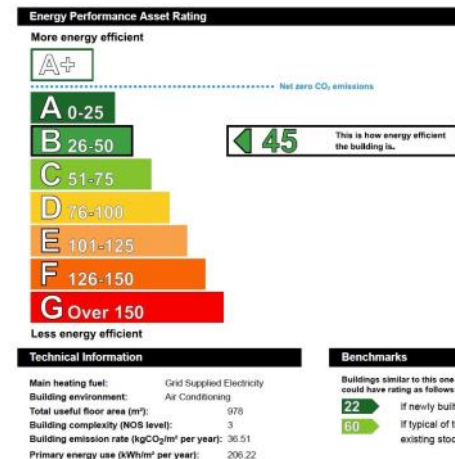 Energy Performance Asset Rating
More energy efficient
A+
Net zero CO₂ emissions
A 0-25
B 26-50
45
This is how energy efficient
the building is.
C 51-75
D 76-100
E 101-125
F 126-150
G Over 150
Less energy efficient
Technical Information
Main heating fuel: Grid Supplied Electricity
Building environment: Air Conditioning
Total useful floor area (m²): 978
Building complexity (NOS level): 3
Building emission rate (kgCO₂/m² per year): 36.51
Primary energy use (kWh/m² per year): 206.22
Benchmarks
Buildings similar to this one
could have rating as follows
22 If newly built
60 If typical of t
existing stoc